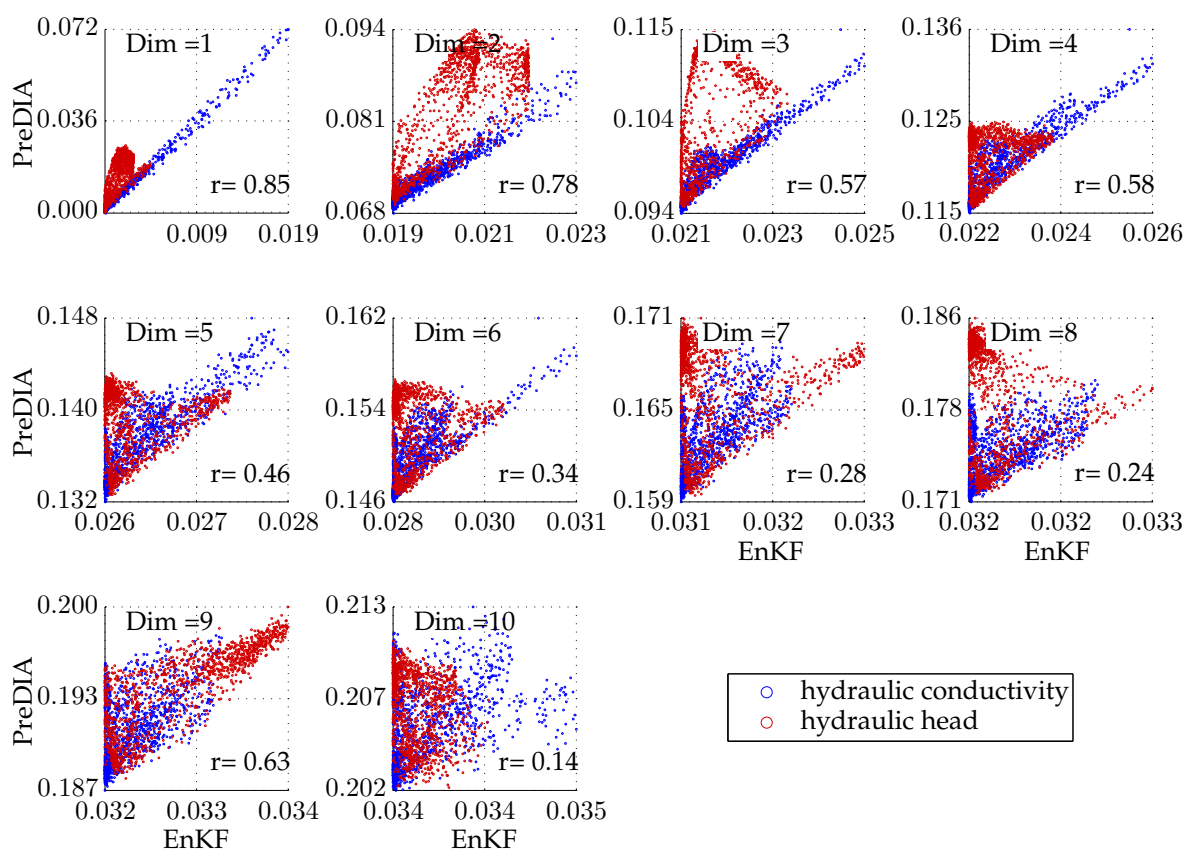 PreDIA
0.072
0.036
0.000
Dim =1
r= 0.85
0.009
0.019
0.094
0.081
0.068
Dim =2
r= 0.78
0.019
0.021
0.023
0.115
0.104
0.094
Dim =3
r= 0.57
0.021
0.023
0.025
0.136
0.125
0.115
Dim =4
r= 0.58
0.022
0.024
0.026
PreDIA
0.148
0.140
0.132
Dim =5
r= 0.46
0.026
0.027
0.028
0.162
0.154
0.146
Dim =6
r= 0.34
0.028
0.030
0.031
0.171
0.165
0.159
Dim =7
r= 0.28
0.031
0.032
0.033
EnKF
0.186
0.178
0.171
Dim =8
r= 0.24
0.032
0.032
0.033
EnKF
PreDIA
0.200
0.193
0.187
Dim =9
r= 0.63
0.032
0.033
0.034
EnKF
0.213
0.207
0.202
Dim =10
r= 0.14
0.034
0.034
0.035
EnKF
hydraulic conductivity
hydraulic head